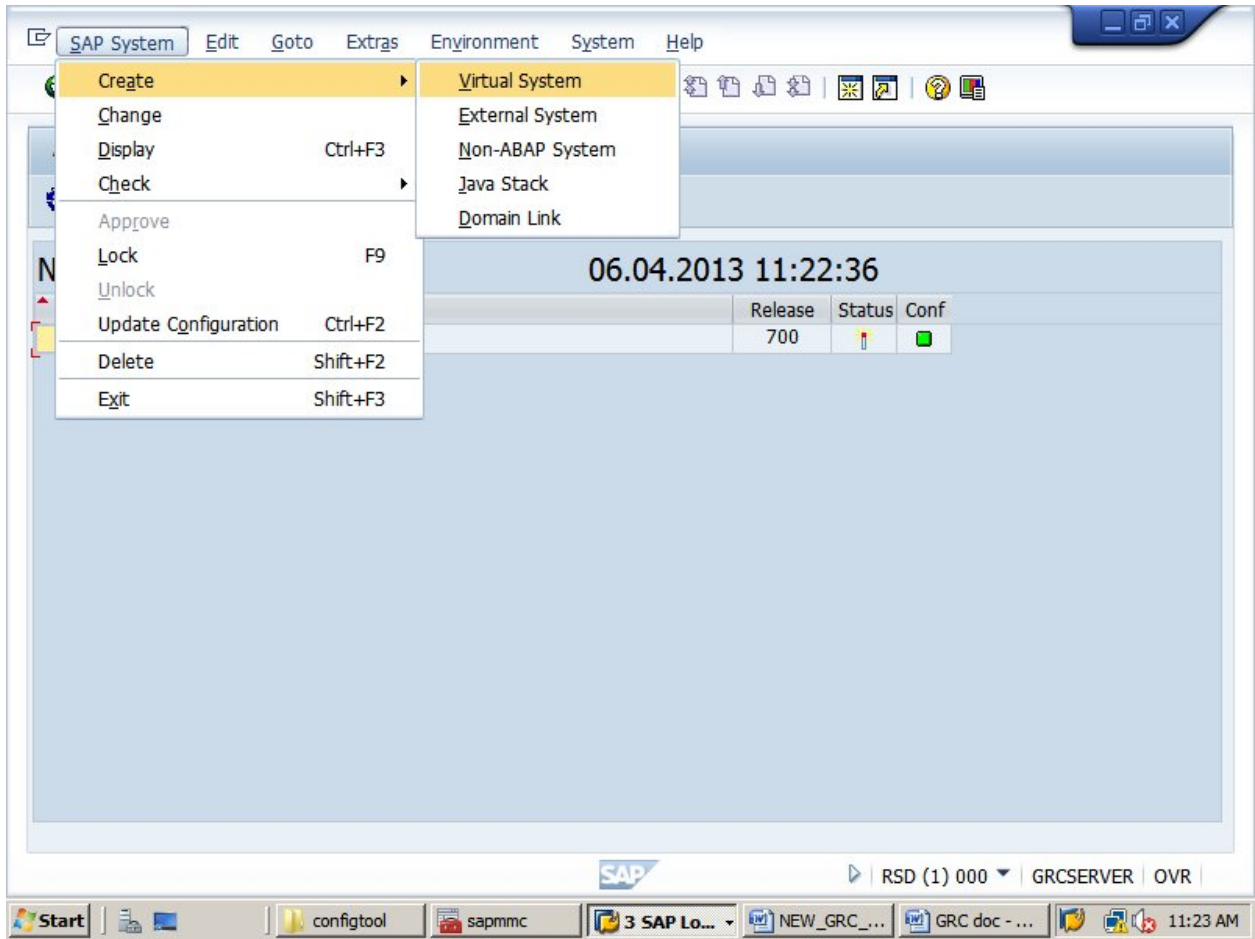 SAP System Edit Goto Extras Environment System Help
Create Virtual System
Change External System
Display Ctrl+F3 Non-ABAP System
Check Java Stack
Approve Domain Link
Lock F9
N 06.04.2013 11:22:36
Unlock
Release Status Conf
Update Configuration Ctrl+F2
700
Delete Shift+F2
Exit Shift+F3
SAP RSD (1) 000 GRCSERVER OVR
Start configtool sapmmc 3 SAP Lo... NEW_GRC_... GRC doc - ... 11:23 AM